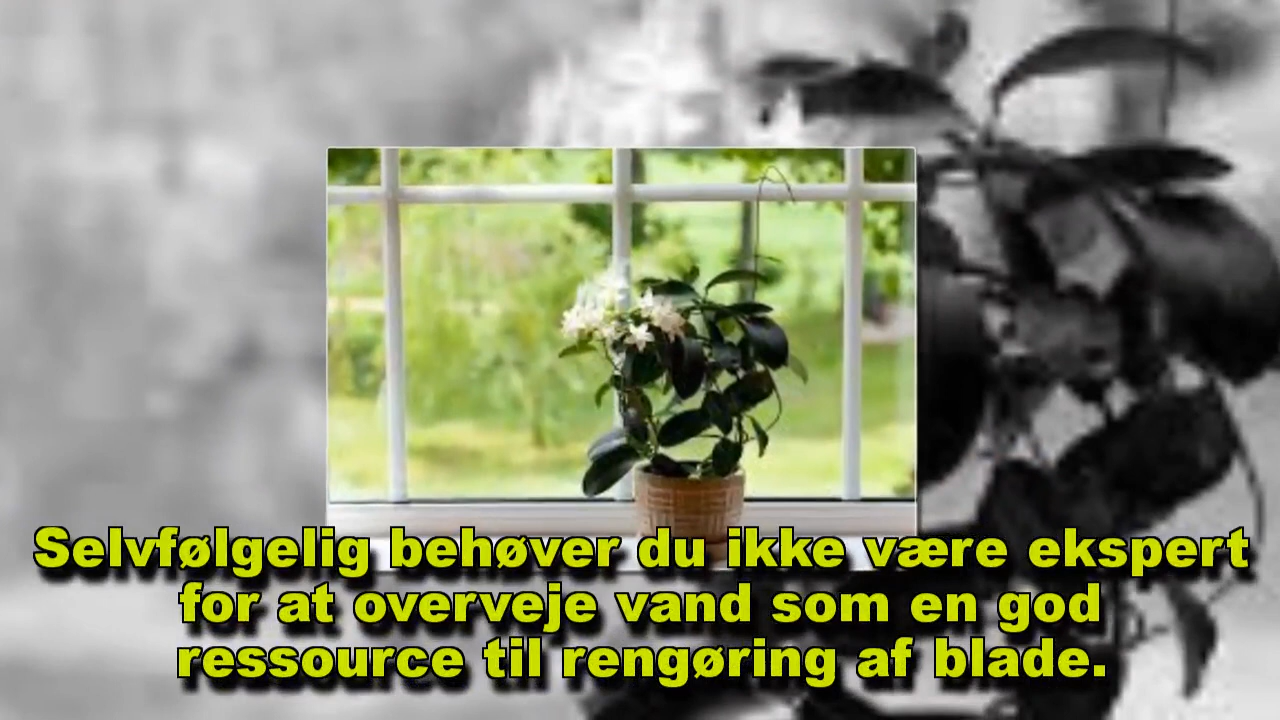 Selvfølgelig behøver du ikke være ekspert
for at overveje vand som en god
ressource til rengøring af blade.